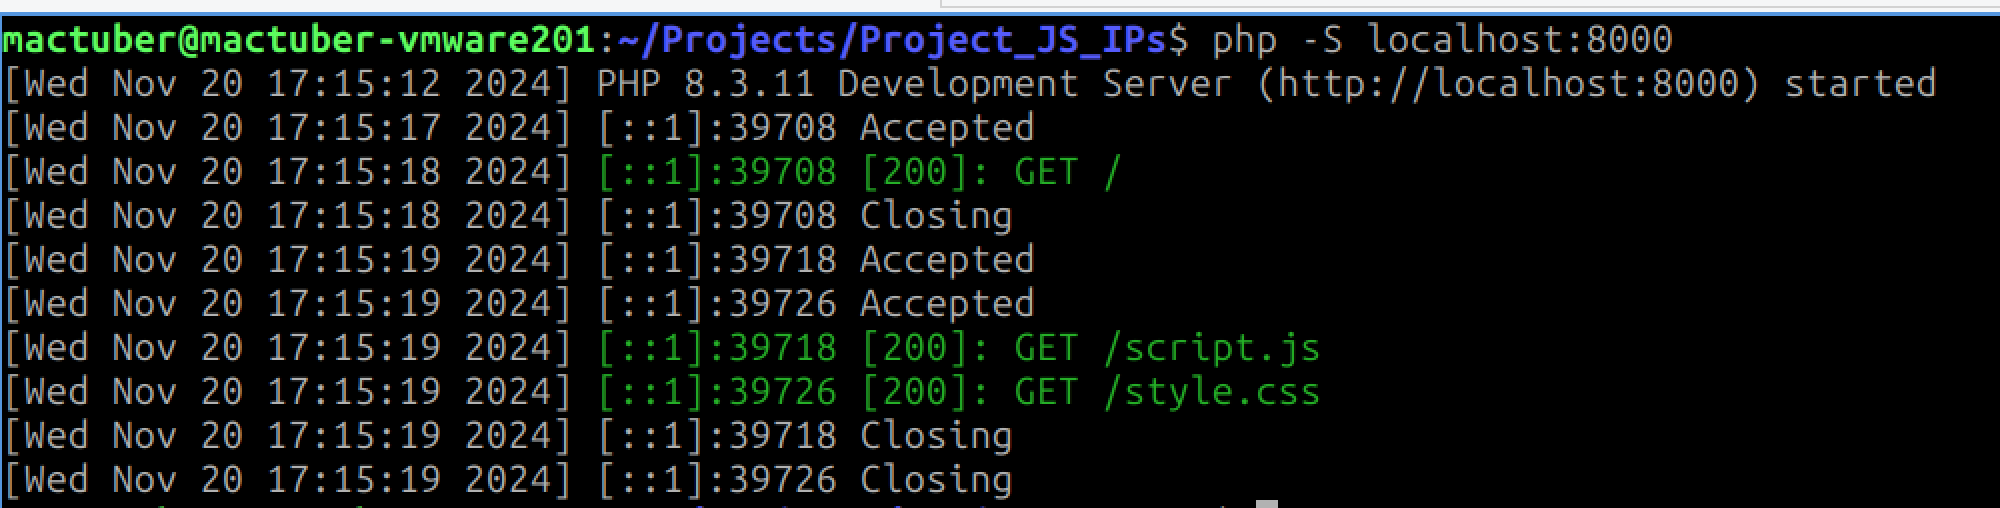 mactuber@mactuber-vmware201:~/Projects/Project_JS_IPs$ php -S localhost:8000
[Wed Nov 20 17:15:12 2024] PHP 8.3.11 Development Server (http://localhost:8000) started
[Wed Nov 20 17:15:17 2024] [::1]:39708 Accepted
[Wed Nov 20 17:15:18 2024] [::1]:39708 [200]: GET /
[Wed Nov 20 17:15:18 2024] [::1]:39708 Closing
[Wed Nov 20 17:15:19 2024] [::1]:39718 Accepted
[Wed Nov 20 17:15:19 2024] [::1]:39726 Accepted
[Wed Nov 20 17:15:19 2024] [::1]:39718 [200]: GET /script.js
[Wed Nov 20 17:15:19 2024] [::1]:39726 [200]: GET /style.css
[Wed Nov 20 17:15:19 2024] [::1]:39718 Closing
[Wed Nov 20 17:15:19 2024] [::1]:39726 Closing